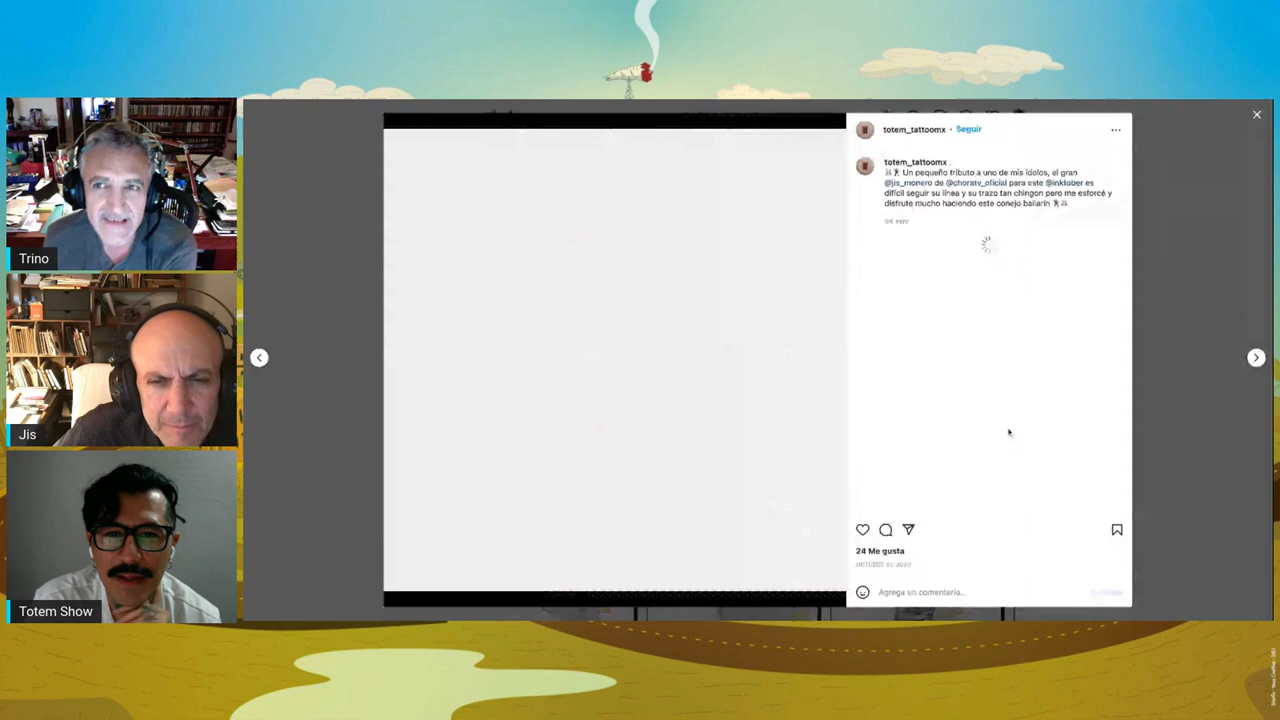 Trino
Jis
Totem Show
totem_tattoomx • Seguir
totem_tattoomx
Un pequeño tributo a uno de mis ídolos, el gran
@jis_monero de @choratv_oficial para este @inktober es
difícil seguir su línea y su trazo tan chingon pero me esforcé y
disfrute mucho haciendo este conejo bailarín
24 Me gusta
Agrega un comentario...